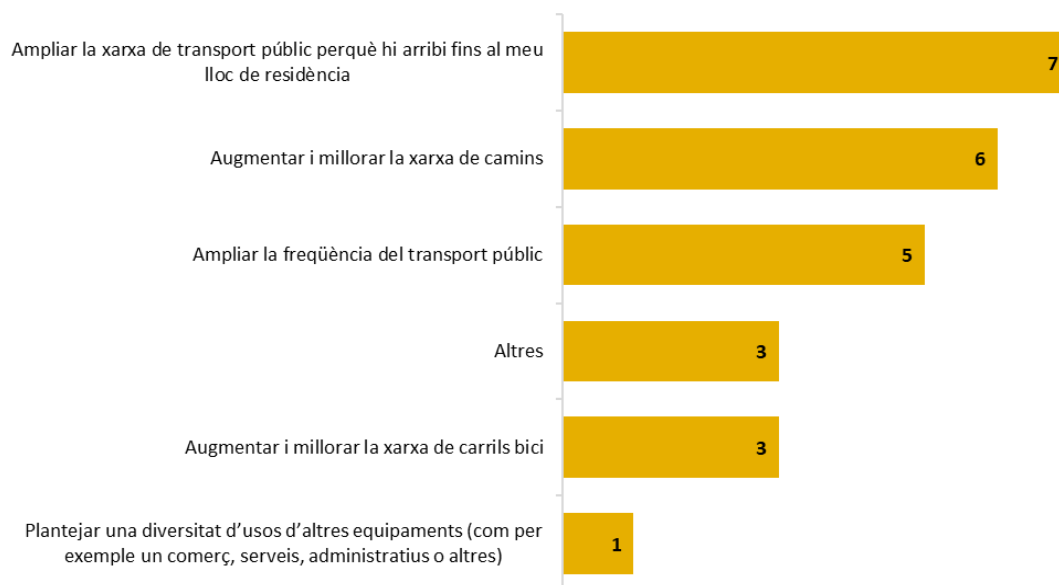 Ampliar la xarxa de transport públic perquè hi arribi fins al meu
lloc de residència
7
Augmentar i millorar la xarxa de camins
6
Ampliar la freqüència del transport públic
5
Altres
3
Augmentar i millorar la xarxa de carrils bici
3
Plantejar una diversitat d’usos d’altres equipaments (com per
exemple un comerç, serveis, administratius o altres)
1